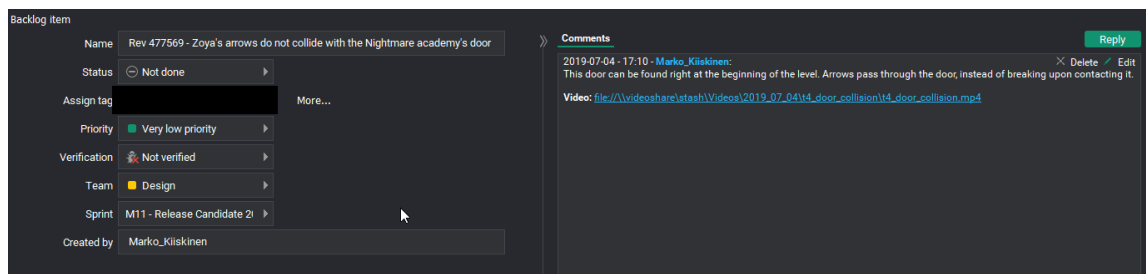 Backlog item
Name Rev 477569 - Zoya's arrows do not collide with the Nightmare academy's door
Status Not done
Assign tag More...
Priority Very low priority
Verification Not verified
Team Design
Sprint M11 - Release Candidate 20
Created by Marko_Kiiskinen
Comments Reply
2019-07-04 - 17:10 - Marko_Kiiskinen: Delete Edit
This door can be found right at the beginning of the level. Arrows pass through the door, instead of breaking upon contacting it.
Video: file://\\videoshare\stash\Videos\2019_07_04\t4_door_collision\t4_door_collision.mp4